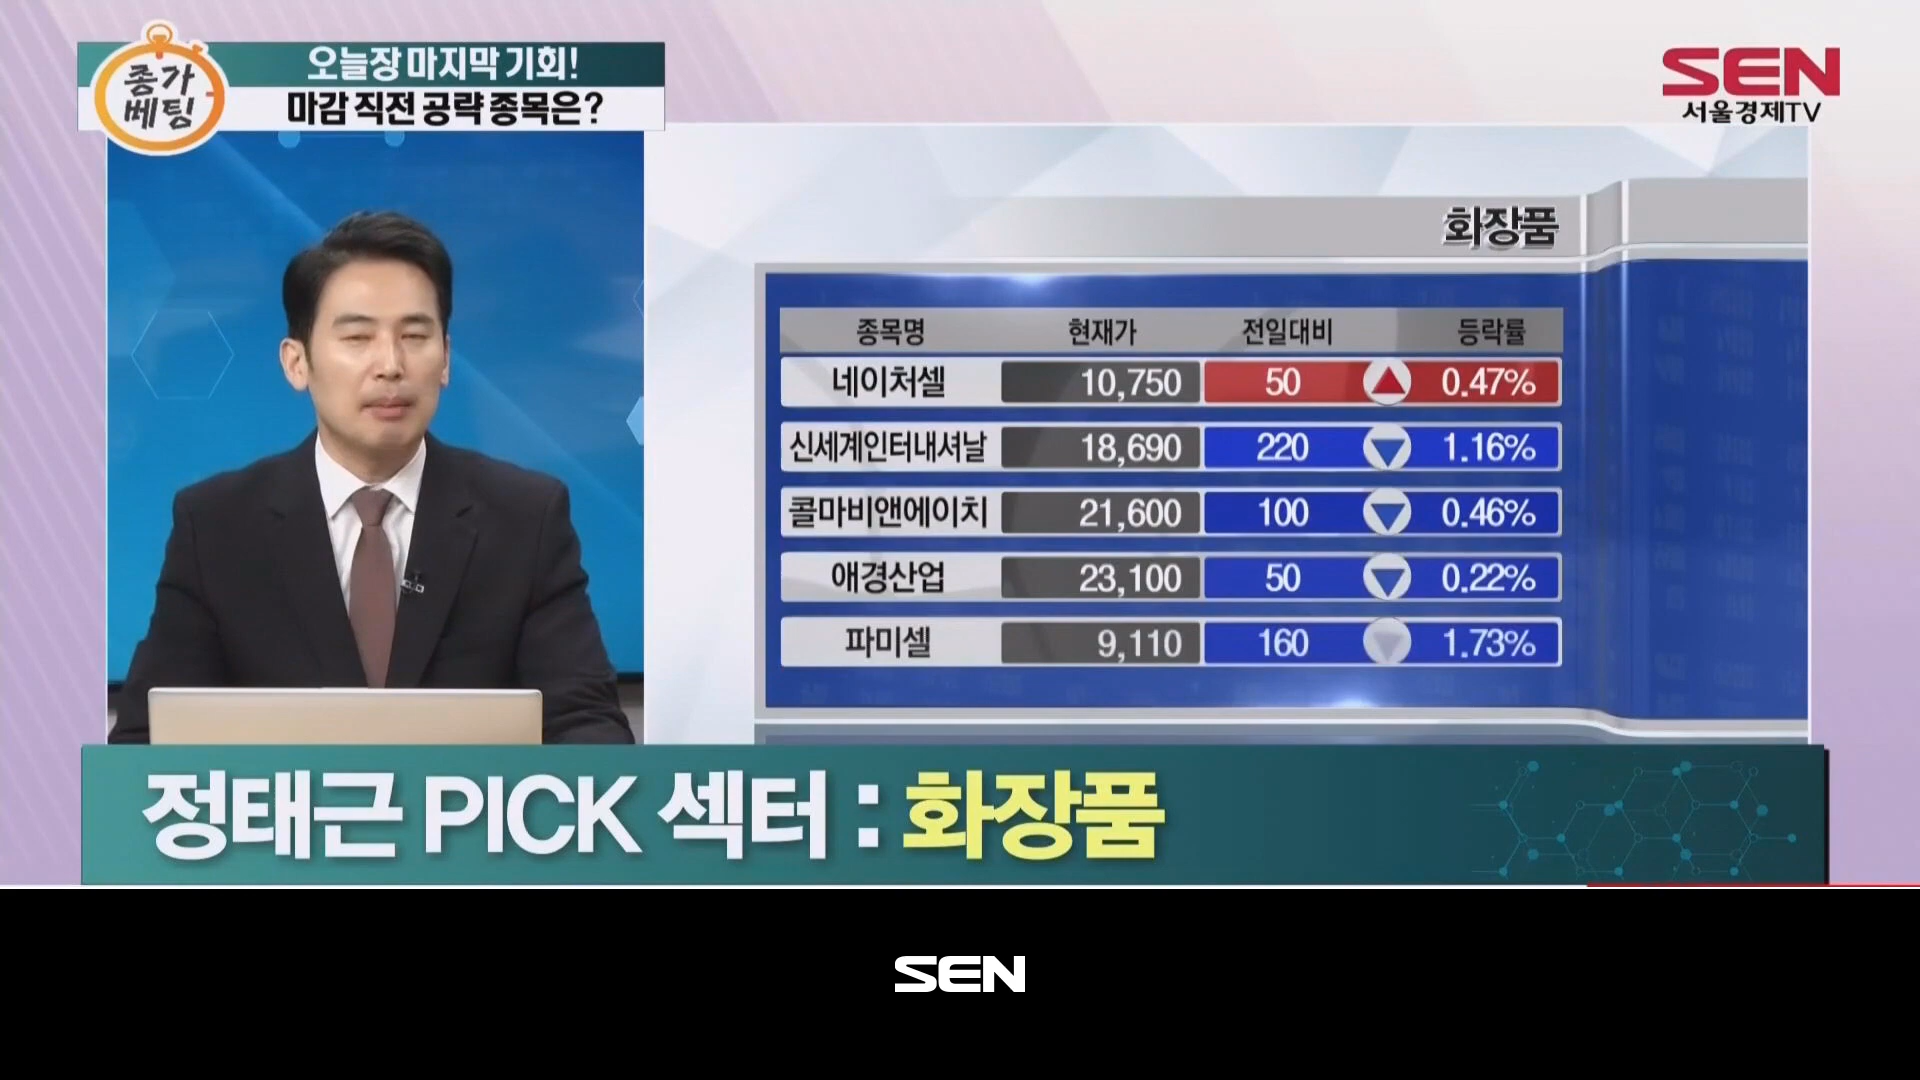 종가
베팅
오늘장 마지막 기회!
마감 직전 공략 종목은?
SEN
서울경제TV
화장품
종목명 현재가 전일대비 등락률
네이처셀 10,750 50 0.47%
신세계인터내셔날 18,690 220 1.16%
콜마비앤에이치 21,600 100 0.46%
애경산업 23,100 50 0.22%
파미셀 9,110 160 1.73%
정태근 PICK 섹터 : 화장품
SEN